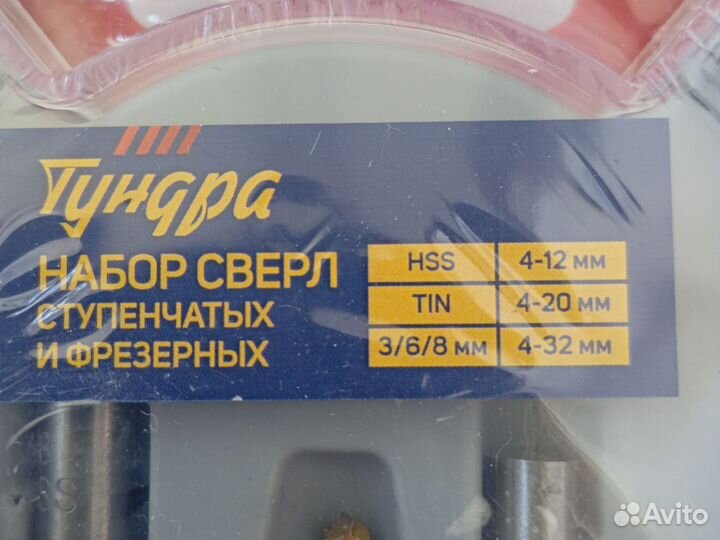 Тундра
НАБОР СВЕРЛ
СТУПЕНЧАТЫХ
И ФРЕЗЕРНЫХ
HSS 4-12 мм
TIN 4-20 мм
3/6/8 мм 4-32 мм
Avito